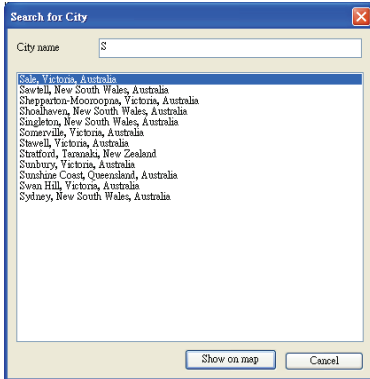 Search for City
City name S
Sale, Victoria, Australia
Sawtell, New South Wales, Australia
Shepparton-Mooroopna, Victoria, Australia
Shoalhaven, New South Wales, Australia
Singleton, New South Wales, Australia
Somerville, Victoria, Australia
Stawell, Victoria, Australia
Stratford, Taranaki, New Zealand
Sunbury, Victoria, Australia
Sunshine Coast, Queensland, Australia
Swan Hill, Victoria, Australia
Sydney, New South Wales, Australia
Show on map Cancel